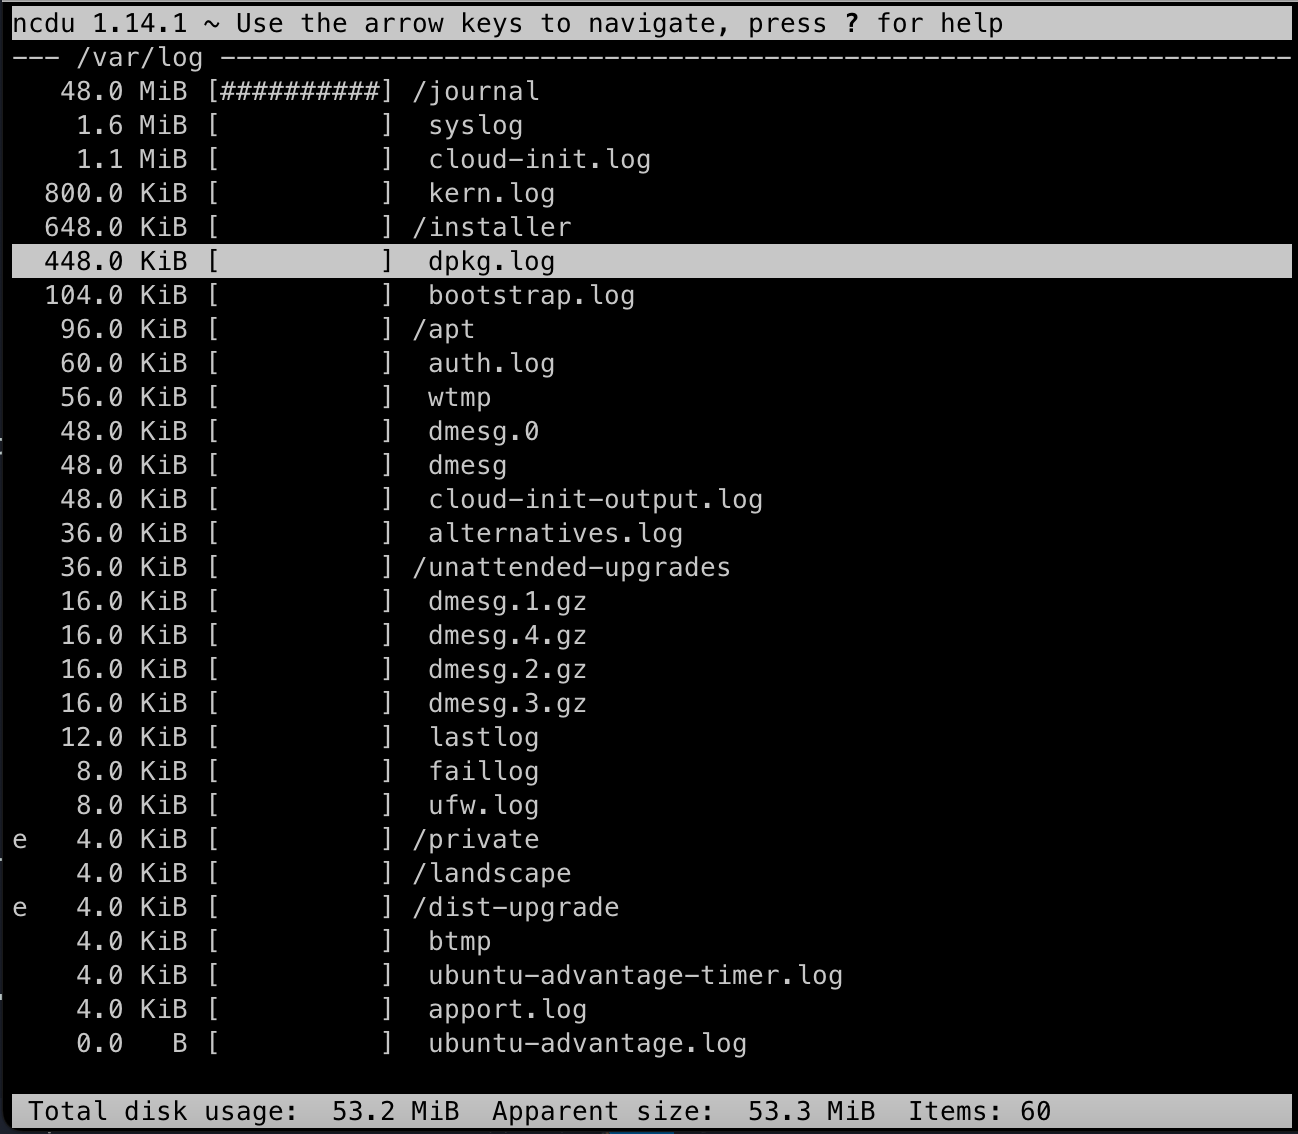 ncdu 1.14.1 ~ Use the arrow keys to navigate, press ? for help
--- /var/log -------------------------------------------------------------------
   48.0 MiB [##########] /journal
    1.6 MiB [          ]  syslog
    1.1 MiB [          ]  cloud-init.log
  800.0 KiB [          ]  kern.log
  648.0 KiB [          ] /installer
  448.0 KiB [          ]  dpkg.log
  104.0 KiB [          ]  bootstrap.log
   96.0 KiB [          ] /apt
   60.0 KiB [          ]  auth.log
   56.0 KiB [          ]  wtmp
   48.0 KiB [          ]  dmesg.0
   48.0 KiB [          ]  dmesg
   48.0 KiB [          ]  cloud-init-output.log
   36.0 KiB [          ]  alternatives.log
   36.0 KiB [          ] /unattended-upgrades
   16.0 KiB [          ]  dmesg.1.gz
   16.0 KiB [          ]  dmesg.4.gz
   16.0 KiB [          ]  dmesg.2.gz
   16.0 KiB [          ]  dmesg.3.gz
   12.0 KiB [          ]  lastlog
    8.0 KiB [          ]  faillog
    8.0 KiB [          ]  ufw.log
e   4.0 KiB [          ] /private
    4.0 KiB [          ] /landscape
e   4.0 KiB [          ] /dist-upgrade
    4.0 KiB [          ]  btmp
    4.0 KiB [          ]  ubuntu-advantage-timer.log
    4.0 KiB [          ]  apport.log
    0.0   B [          ]  ubuntu-advantage.log
 Total disk usage:  53.2 MiB  Apparent size:  53.3 MiB  Items: 60